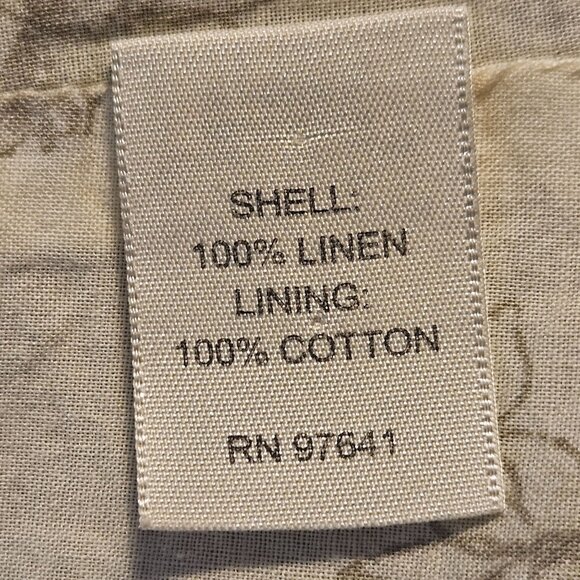 SHELL:
100% LINEN
LINING:
100% COTTON
RN 97641